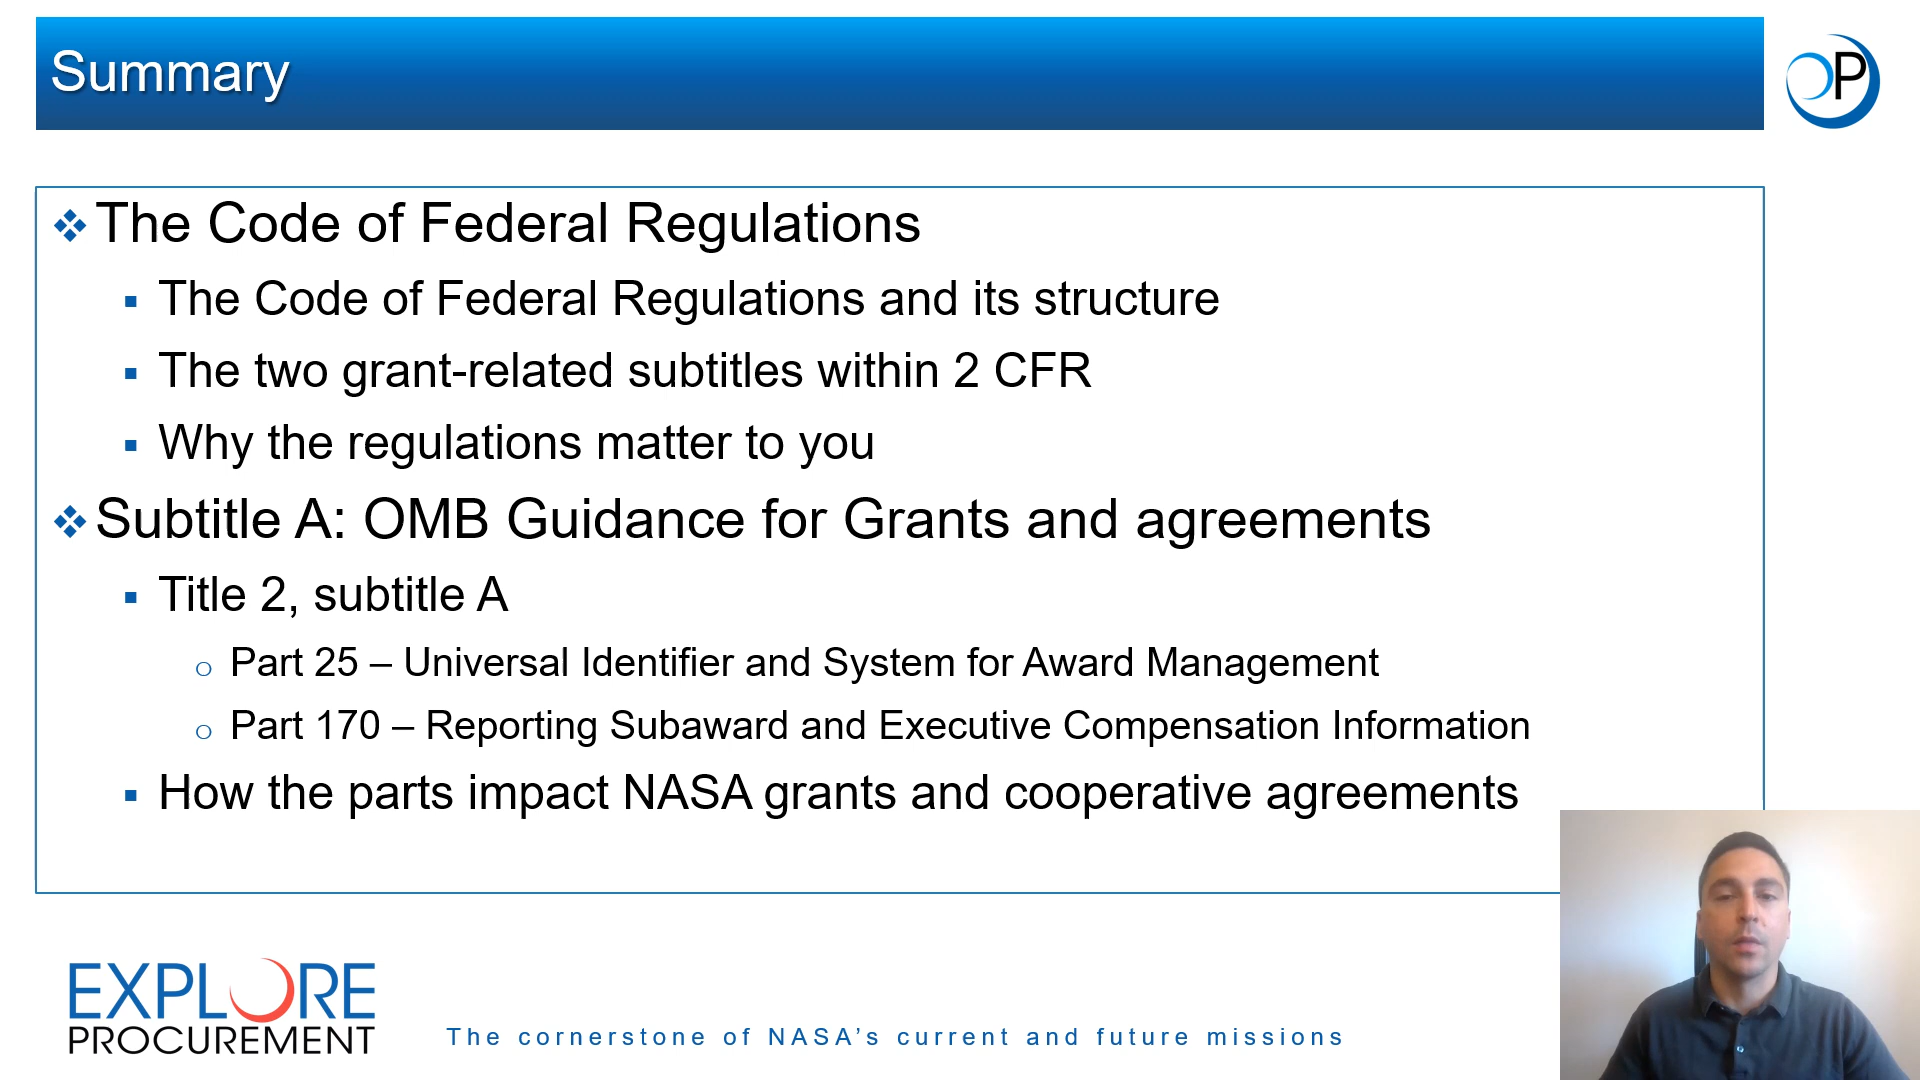 Summary
P
The Code of Federal Regulations
The Code of Federal Regulations and its structure
The two grant-related subtitles within 2 CFR
Why the regulations matter to you
Subtitle A: OMB Guidance for Grants and agreements
Title 2, subtitle A
Part 25 – Universal Identifier and System for Award Management
Part 170 – Reporting Subaward and Executive Compensation Information
How the parts impact NASA grants and cooperative agreements
EXPLORE
PROCUREMENT
The cornerstone of NASA’s current and future missions